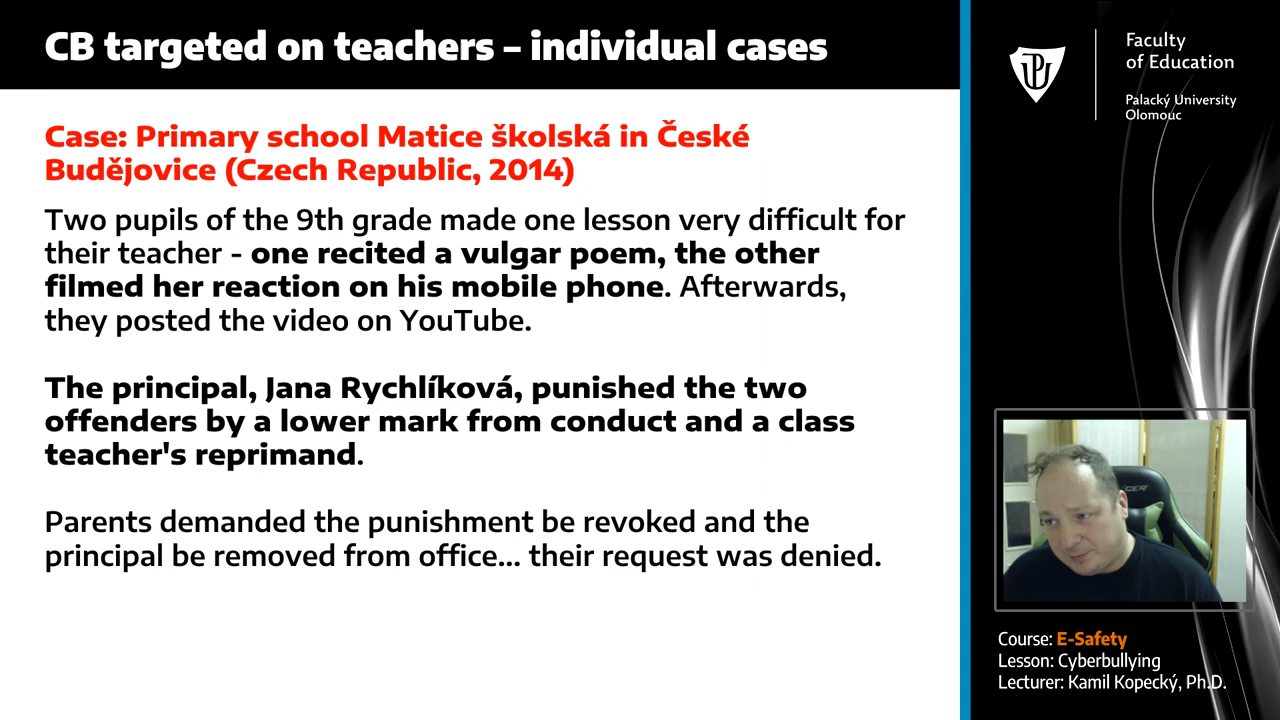 CB targeted on teachers – individual cases
Case: Primary school Matice školská in České
Budějovice (Czech Republic, 2014)
Two pupils of the 9th grade made one lesson very difficult for
their teacher - one recited a vulgar poem, the other
filmed her reaction on his mobile phone. Afterwards,
they posted the video on YouTube.
The principal, Jana Rychlíková, punished the two
offenders by a lower mark from conduct and a class
teacher's reprimand.
Parents demanded the punishment be revoked and the
principal be removed from office... their request was denied.
Faculty
of Education
Palacký University
Olomouc
Course: E-Safety
Lesson: Cyberbullying
Lecturer: Kamil Kopecký, Ph.D.